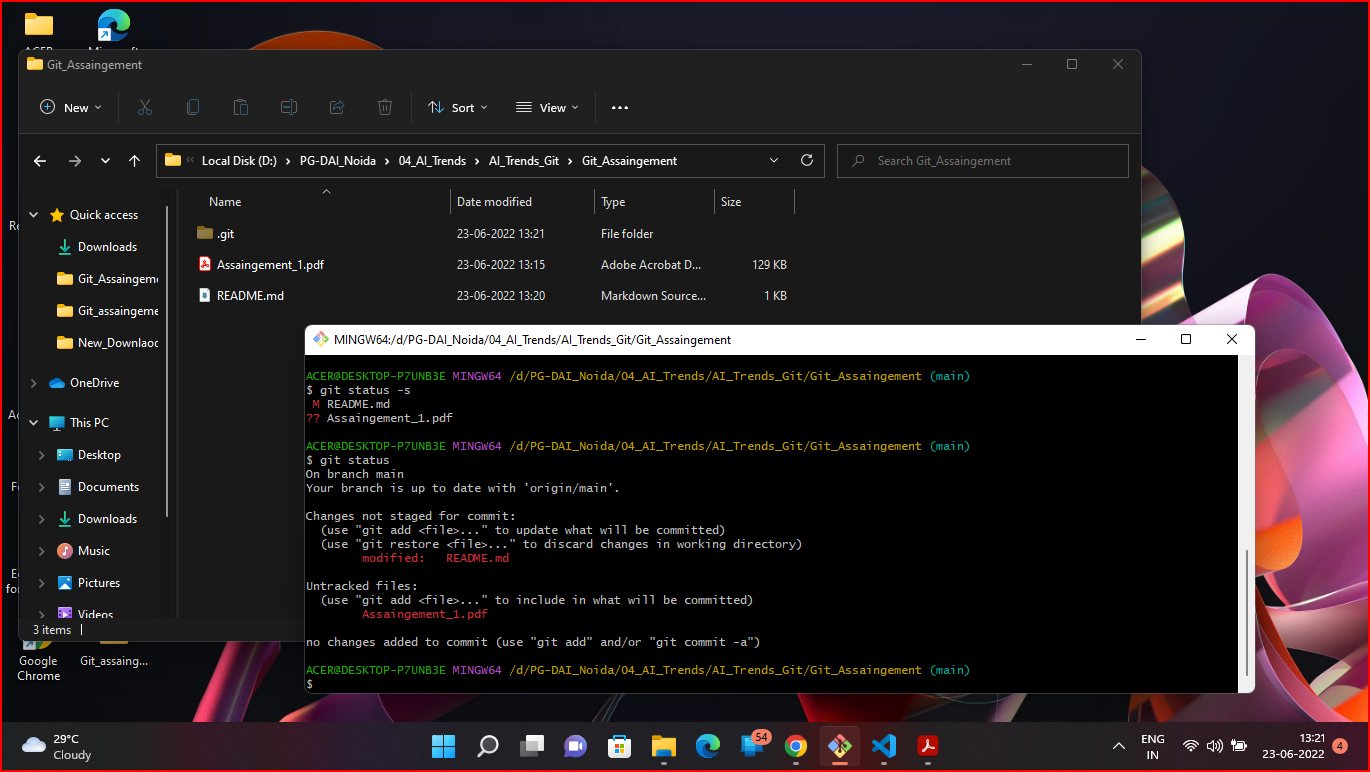 Git_Assaingement
New
Sort
View
Local Disk (D:) > PG-DAI_Noida > 04_AI_Trends > AI_Trends_Git > Git_Assaingement
Search Git_Assaingement
Name Date modified Type Size
.git 23-06-2022 13:21 File folder
Assaingement_1.pdf 23-06-2022 13:15 Adobe Acrobat D... 129 KB
README.md 23-06-2022 13:20 Markdown Source... 1 KB
Quick access
Downloads
Git_Assaingeme
Git_assaingeme
New_Downlaoc
OneDrive
This PC
Desktop
Documents
Downloads
Music
Pictures
Videos
3 items
MINGW64:/d/PG-DAI_Noida/04_AI_Trends/AI_Trends_Git/Git_Assaingement
ACER@DESKTOP-P7UNB3E MINGW64 /d/PG-DAI_Noida/04_AI_Trends/AI_Trends_Git/Git_Assaingement (main)
$ git status -s
M README.md
?? Assaingement_1.pdf
ACER@DESKTOP-P7UNB3E MINGW64 /d/PG-DAI_Noida/04_AI_Trends/AI_Trends_Git/Git_Assaingement (main)
$ git status
On branch main
Your branch is up to date with 'origin/main'.
Changes not staged for commit:
(use "git add <file>..." to update what will be committed)
(use "git restore <file>..." to discard changes in working directory)
modified: README.md
Untracked files:
(use "git add <file>..." to include in what will be committed)
Assaingement_1.pdf
no changes added to commit (use "git add" and/or "git commit -a")
ACER@DESKTOP-P7UNB3E MINGW64 /d/PG-DAI_Noida/04_AI_Trends/AI_Trends_Git/Git_Assaingement (main)
$
Google
Chrome
Git_assaing...
29°C
Cloudy
54
ENG
IN
13:21
23-06-2022
4